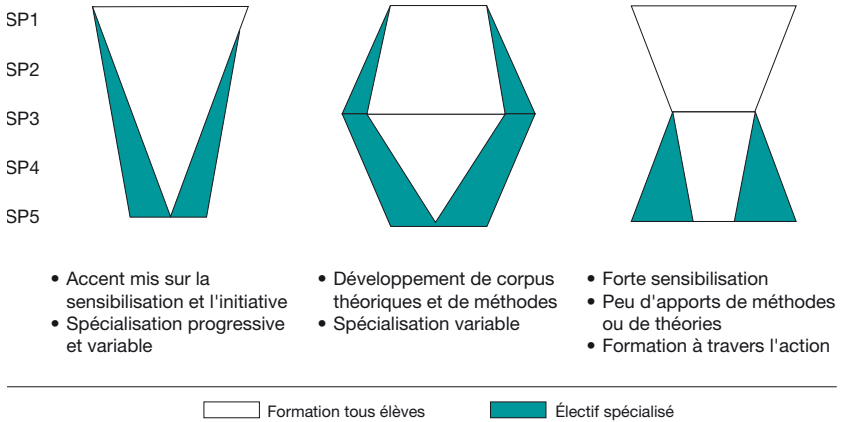 SP1
SP2
SP3
SP4
SP5
• Accent mis sur la
sensibilisation et l'initiative
• Spécialisation progressive
et variable
• Développement de corpus
théoriques et de méthodes
• Spécialisation variable
• Forte sensibilisation
• Peu d'apports de méthodes
ou de théories
• Formation à travers l'action
Formation tous élèves
Électif spécialisé